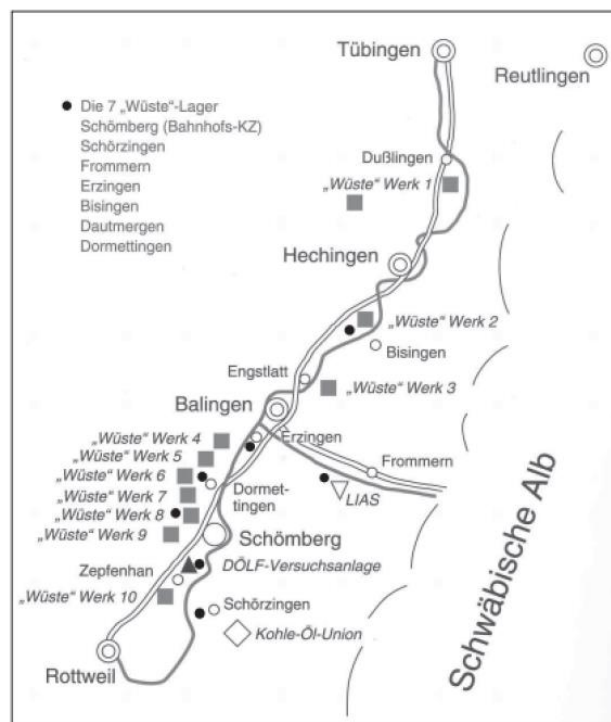 Tübingen
Reutlingen
Die 7 „Wüste“-Lager
Schömberg (Bahnhofs-KZ)
Schörzingen
Frommern
Erzingen
Bisingen
Dautmergen
Dormettingen
Dußlingen
„Wüste“ Werk 1
Hechingen
„Wüste“ Werk 2
Bisingen
Engstlatt
„Wüste“ Werk 3
Balingen
„Wüste“ Werk 4
Erzingen
„Wüste“ Werk 5
Frommern
„Wüste“ Werk 6
Dormet-
tingen
LIAS
„Wüste“ Werk 7
„Wüste“ Werk 8
„Wüste“ Werk 9
Schömberg
Zepfenhan
DÖLF-Versuchsanlage
„Wüste“ Werk 10
Schörzingen
Kohle-Öl-Union
Rottweil
Schwäbische Alb